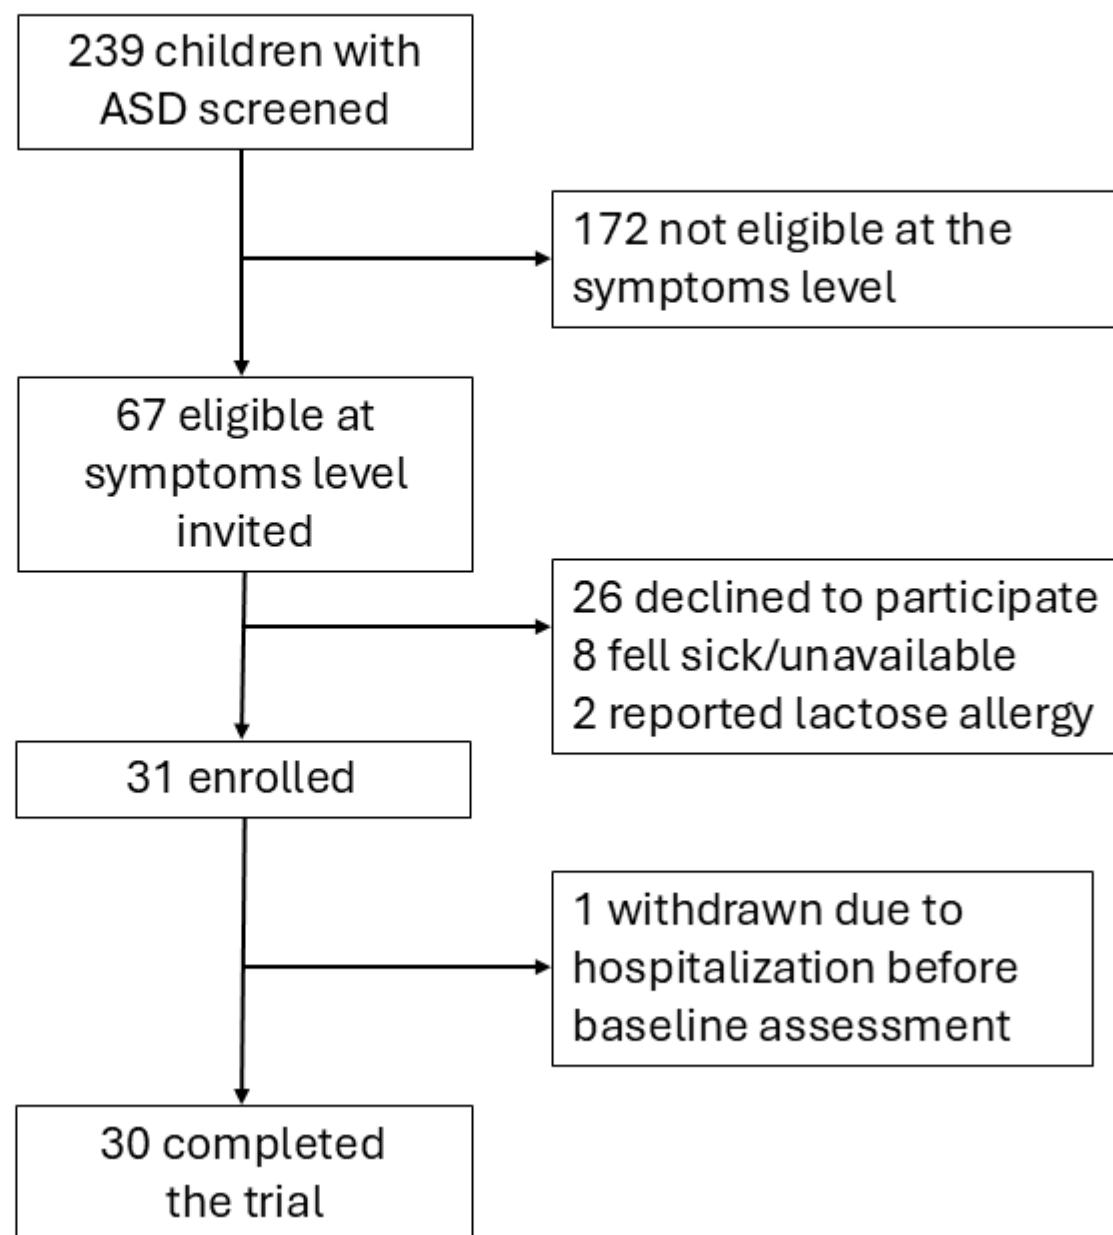 239 children with
ASD screened
172 not eligible at the
symptoms level
67 eligible at
symptoms level
invited
26 declined to participate
8 fell sick/unavailable
2 reported lactose allergy
31 enrolled
1 withdrawn due to
hospitalization before
baseline assessment
30 completed
the trial